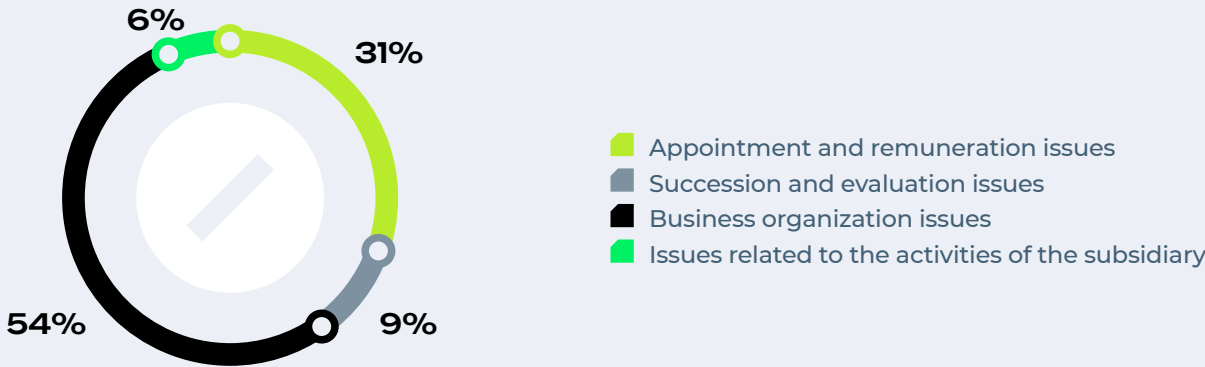 6%
31%
54%
9%
Appointment and remuneration issues
Succession and evaluation issues
Business organization issues
Issues related to the activities of the subsidiary